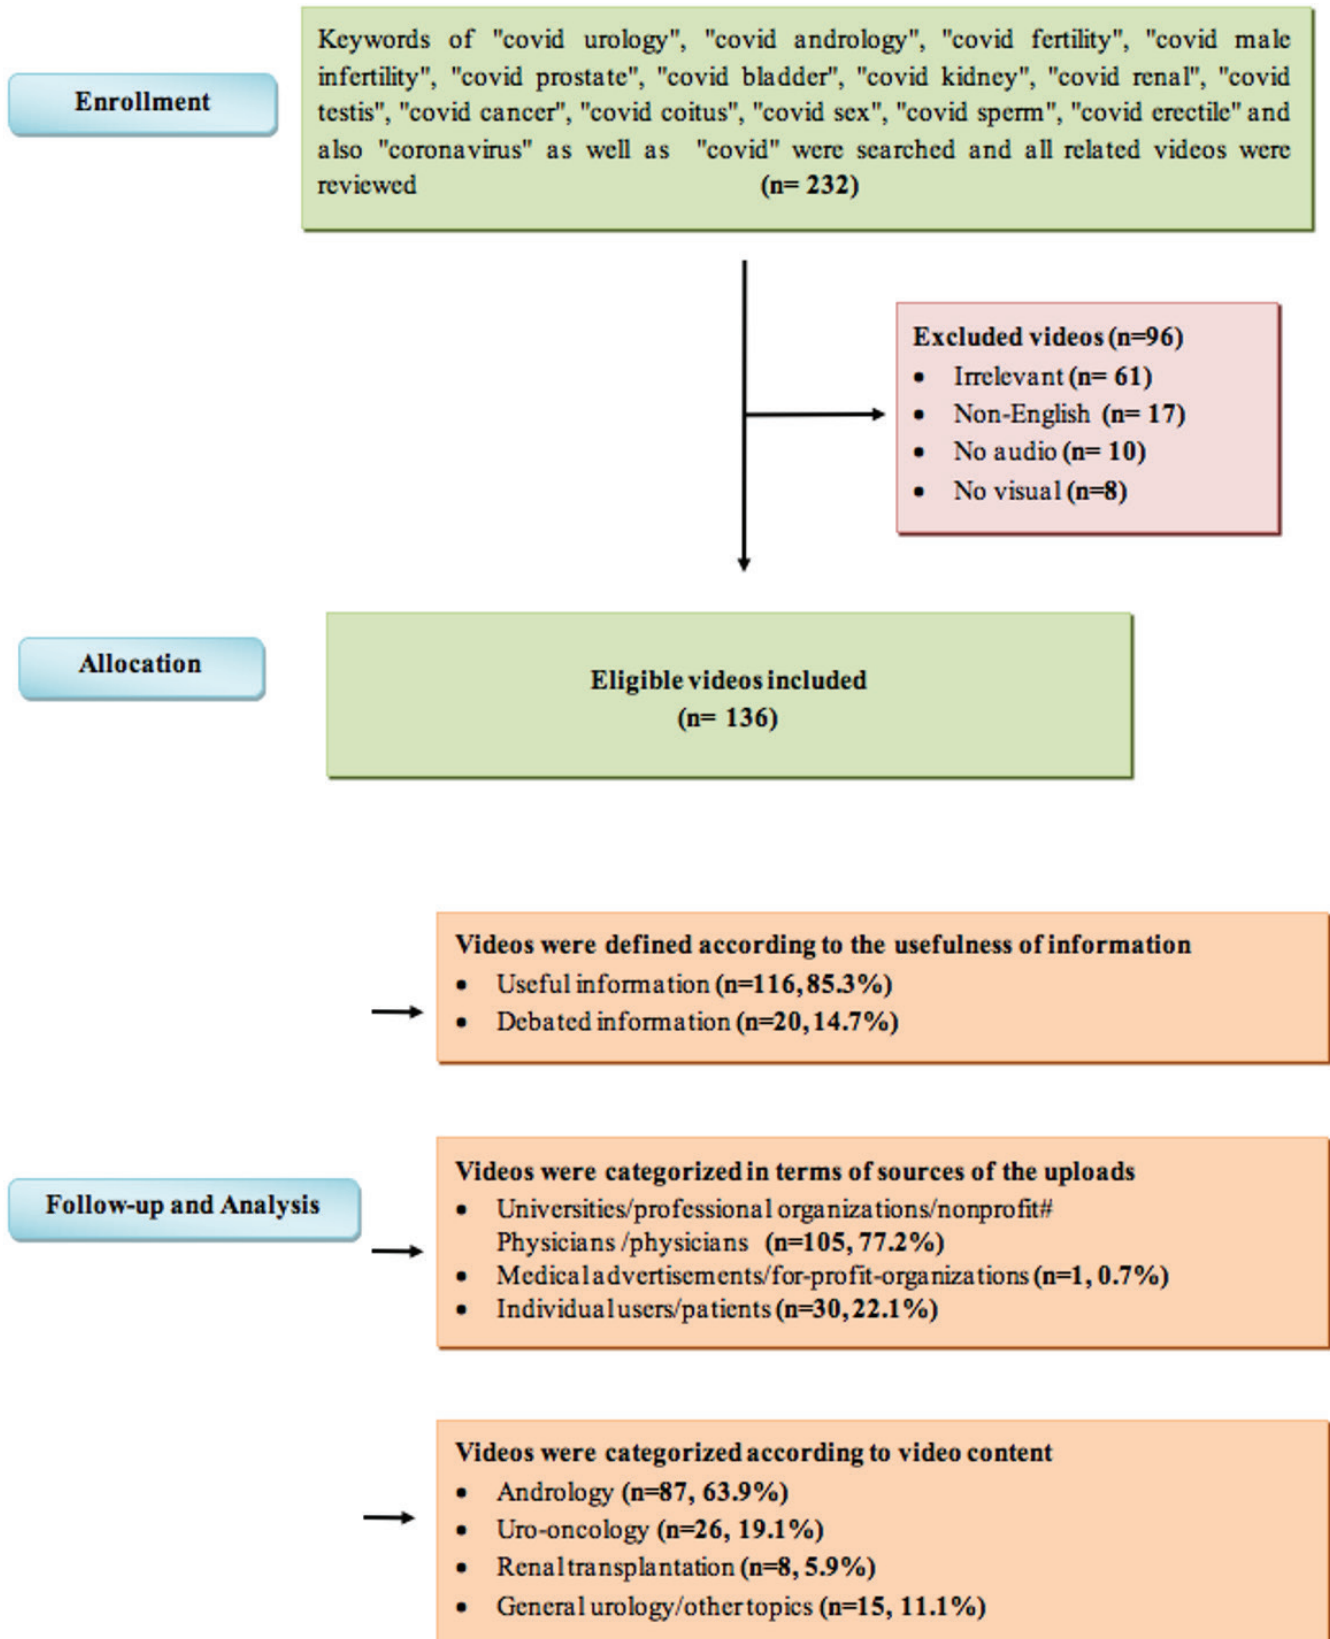 Enrollment
Keywords of "covid urology", "covid andrology", "covid fertility", "covid male
infertility", "covid prostate", "covid bladder", "covid kidney", "covid renal", "covid
testis", "covid cancer", "covid coitus", "covid sex", "covid sperm", "covid erectile" and
also "coronavirus" as well as "covid" were searched and all related videos were
reviewed (n= 232)
Excluded videos (n=96)
• Irrelevant (n= 61)
• Non-English (n= 17)
• No audio (n= 10)
• No visual (n=8)
Allocation
Eligible videos included
(n= 136)
Videos were defined according to the usefulness of information
• Useful information (n=116, 85.3%)
• Debated information (n=20, 14.7%)
Follow-up and Analysis
Videos were categorized in terms of sources of the uploads
• Universities/professional organizations/nonprofit#
Physicians /physicians (n=105, 77.2%)
• Medical advertisements/for-profit-organizations (n=1, 0.7%)
• Individual users/patients (n=30, 22.1%)
Videos were categorized according to video content
• Andrology (n=87, 63.9%)
• Uro-oncology (n=26, 19.1%)
• Renal transplantation (n=8, 5.9%)
• General urology/other topics (n=15, 11.1%)